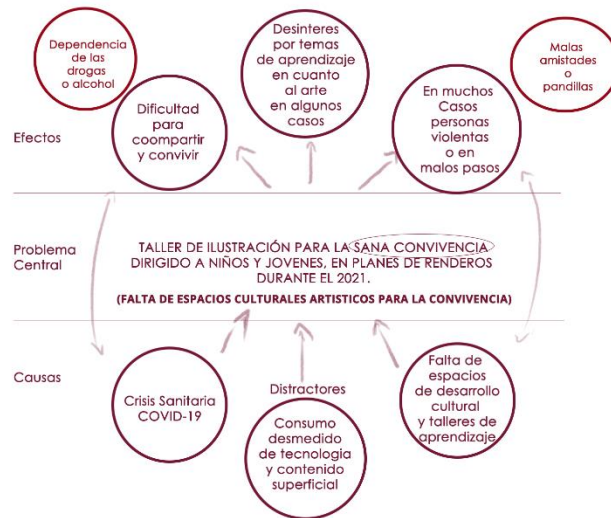 Dependencia
de las
drogas
o alcohol
Dificultad
para
coompartir
y convivir
Desinteres
por temas
de aprendizaje
en cuanto
al arte
en algunos
casos
En muchos
Casos
personas
violentas
o en
malos pasos
Malas
amistades
o
pandillas
Efectos
Problema
Central
TALLER DE ILUSTRACIÓN PARA LA SANA CONVIVENCIA
DIRIGIDO A NIÑOS Y JOVENES, EN PLANES DE RENDEROS
DURANTE EL 2021.
(FALTA DE ESPACIOS CULTURALES ARTISTICOS PARA LA CONVIVENCIA)
Causas
Crisis Sanitaria
COVID-19
Distractores
Consumo
desmedido
de tecnologia
y contenido
superficial
Falta de
espacios
de desarrollo
cultural
y talleres de
aprendizaje